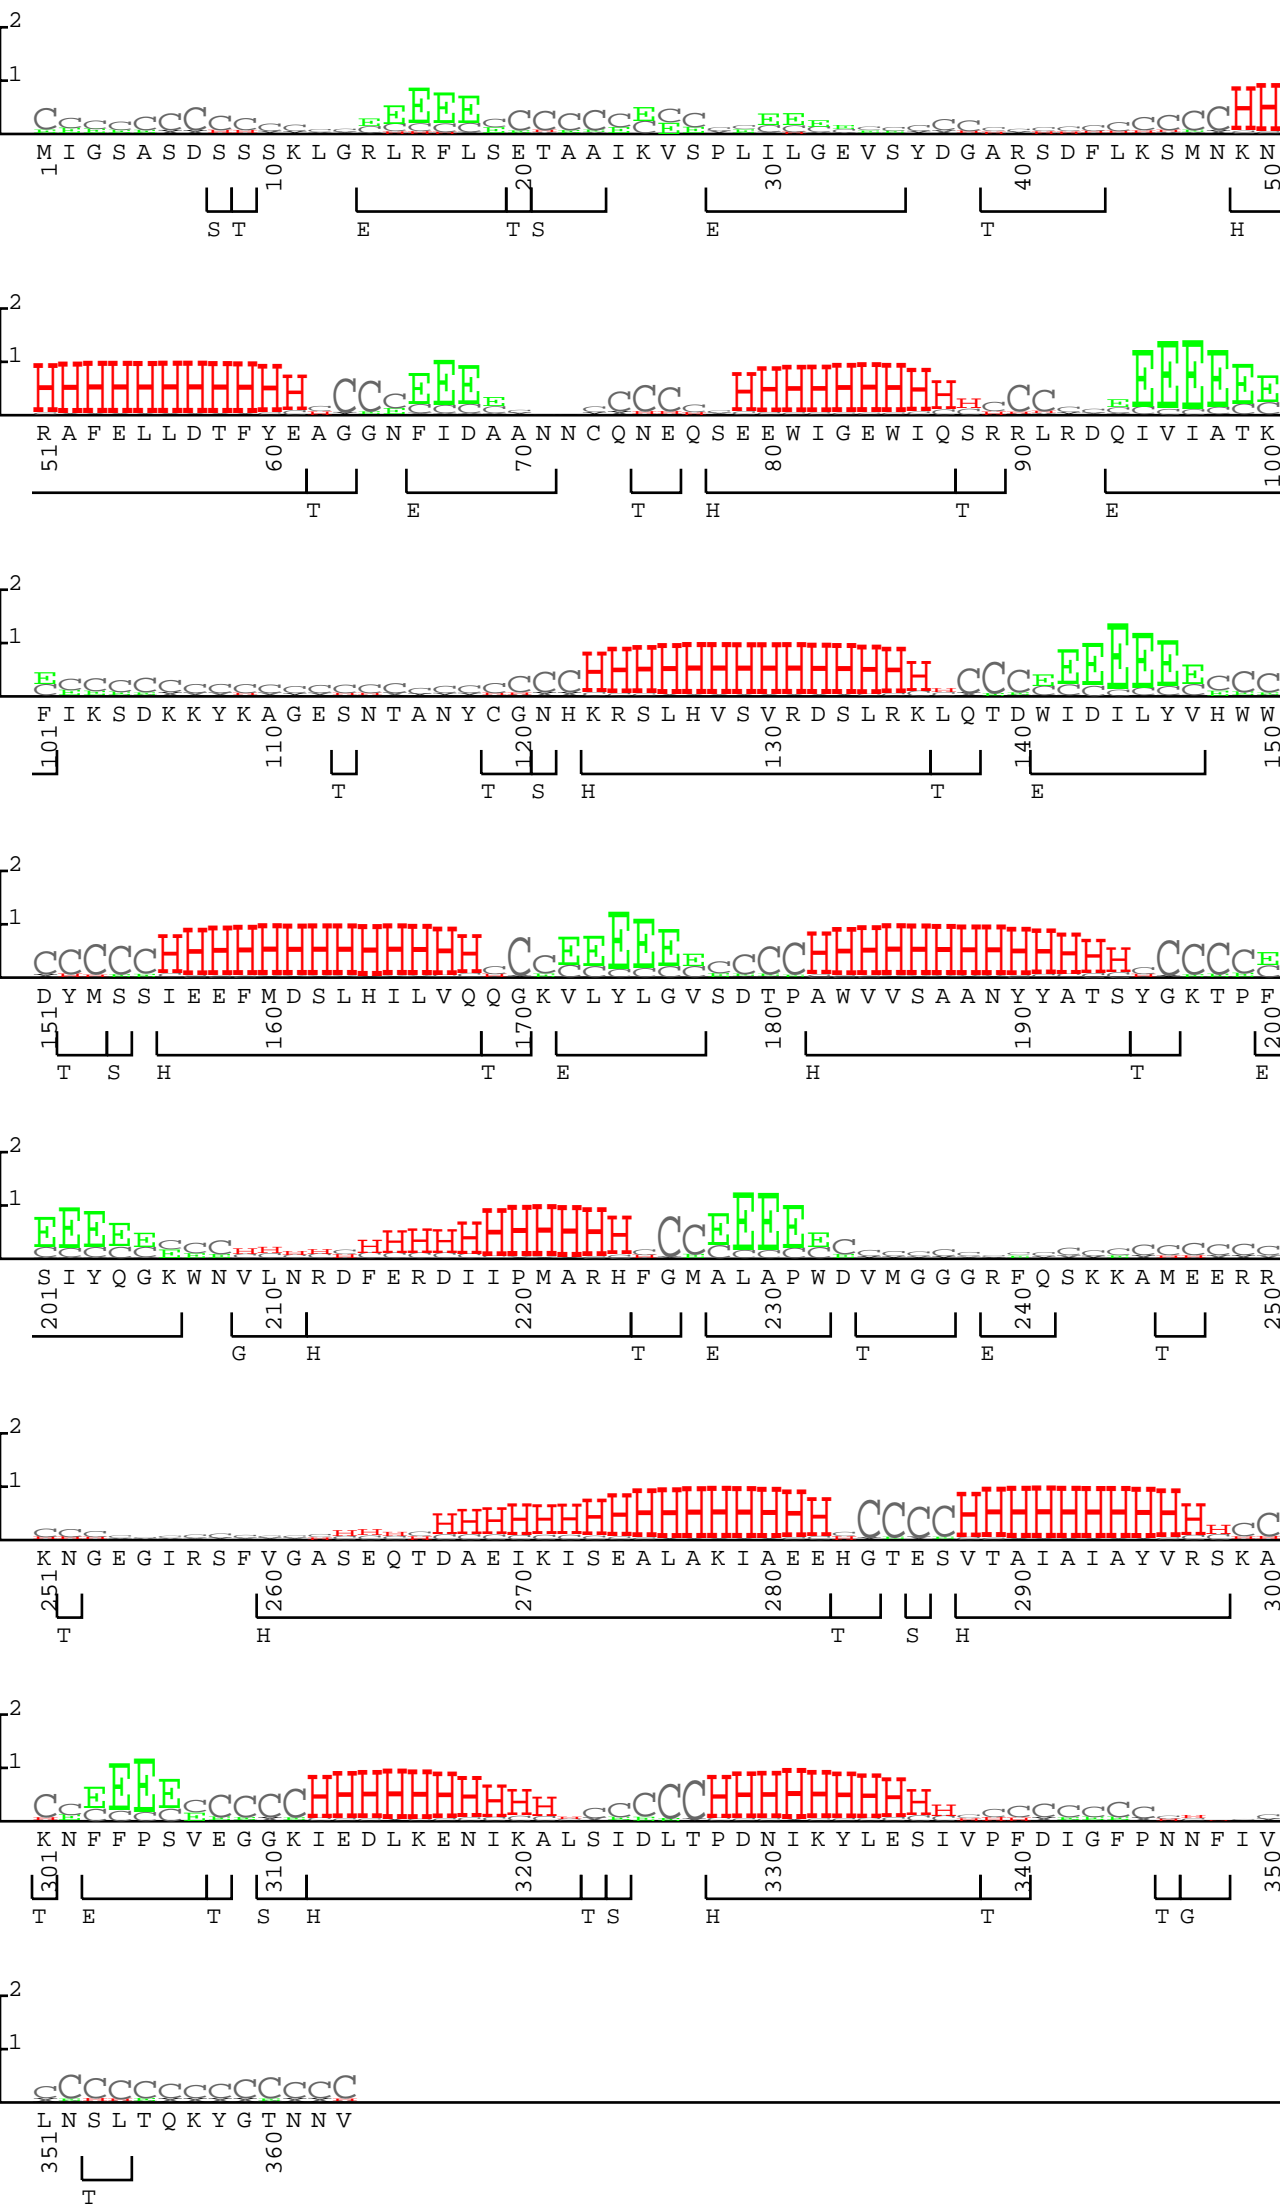 2
1
M I G S A S D S S S K L G R L R F L S E T A A I K V S P L I L G E V S Y D G A R S D F L K S M N K N
1 10 20 30 40 50
S T E T S E T H
2
1
R A F E L L D T F Y E A G G N F I D A A N N C Q N E Q S E E W I G E W I Q S R R L R D Q I V I A T K
51 60 70 80 90 100
T E T H T E
2
1
F I K S D K K Y K A G E S N T A N Y C G N H K R S L H V S V R D S L R K L Q T D W I D I L Y V H W W
101 110 120 130 140 150
T T S H T E
2
1
D Y M S S I E E F M D S L H I L V Q Q G K V L Y L G V S D T P A W V V S A A N Y Y A T S Y G K T P F
151 160 170 180 190 200
T S H T E H T E
2
1
S I Y Q G K W N V L N R D F E R D I I P M A R H F G M A L A P W D V M G G G R F Q S K K A M E E R R
201 210 220 230 240 250
G H T E T E T
2
1
K N G E G I R S F V G A S E Q T D A E I K I S E A L A K I A E E H G T E S V T A I A I A Y V R S K A
251 260 270 280 290 300
T H T S H
2
1
K N F F P S V E G G K I E D L K E N I K A L S I D L T P D N I K Y L E S I V P F D I G F P N N F I V
301 310 320 330 340 350
T E T S H T S H T T G
2
1
L N S L T Q K Y G T N N V
351 360
T